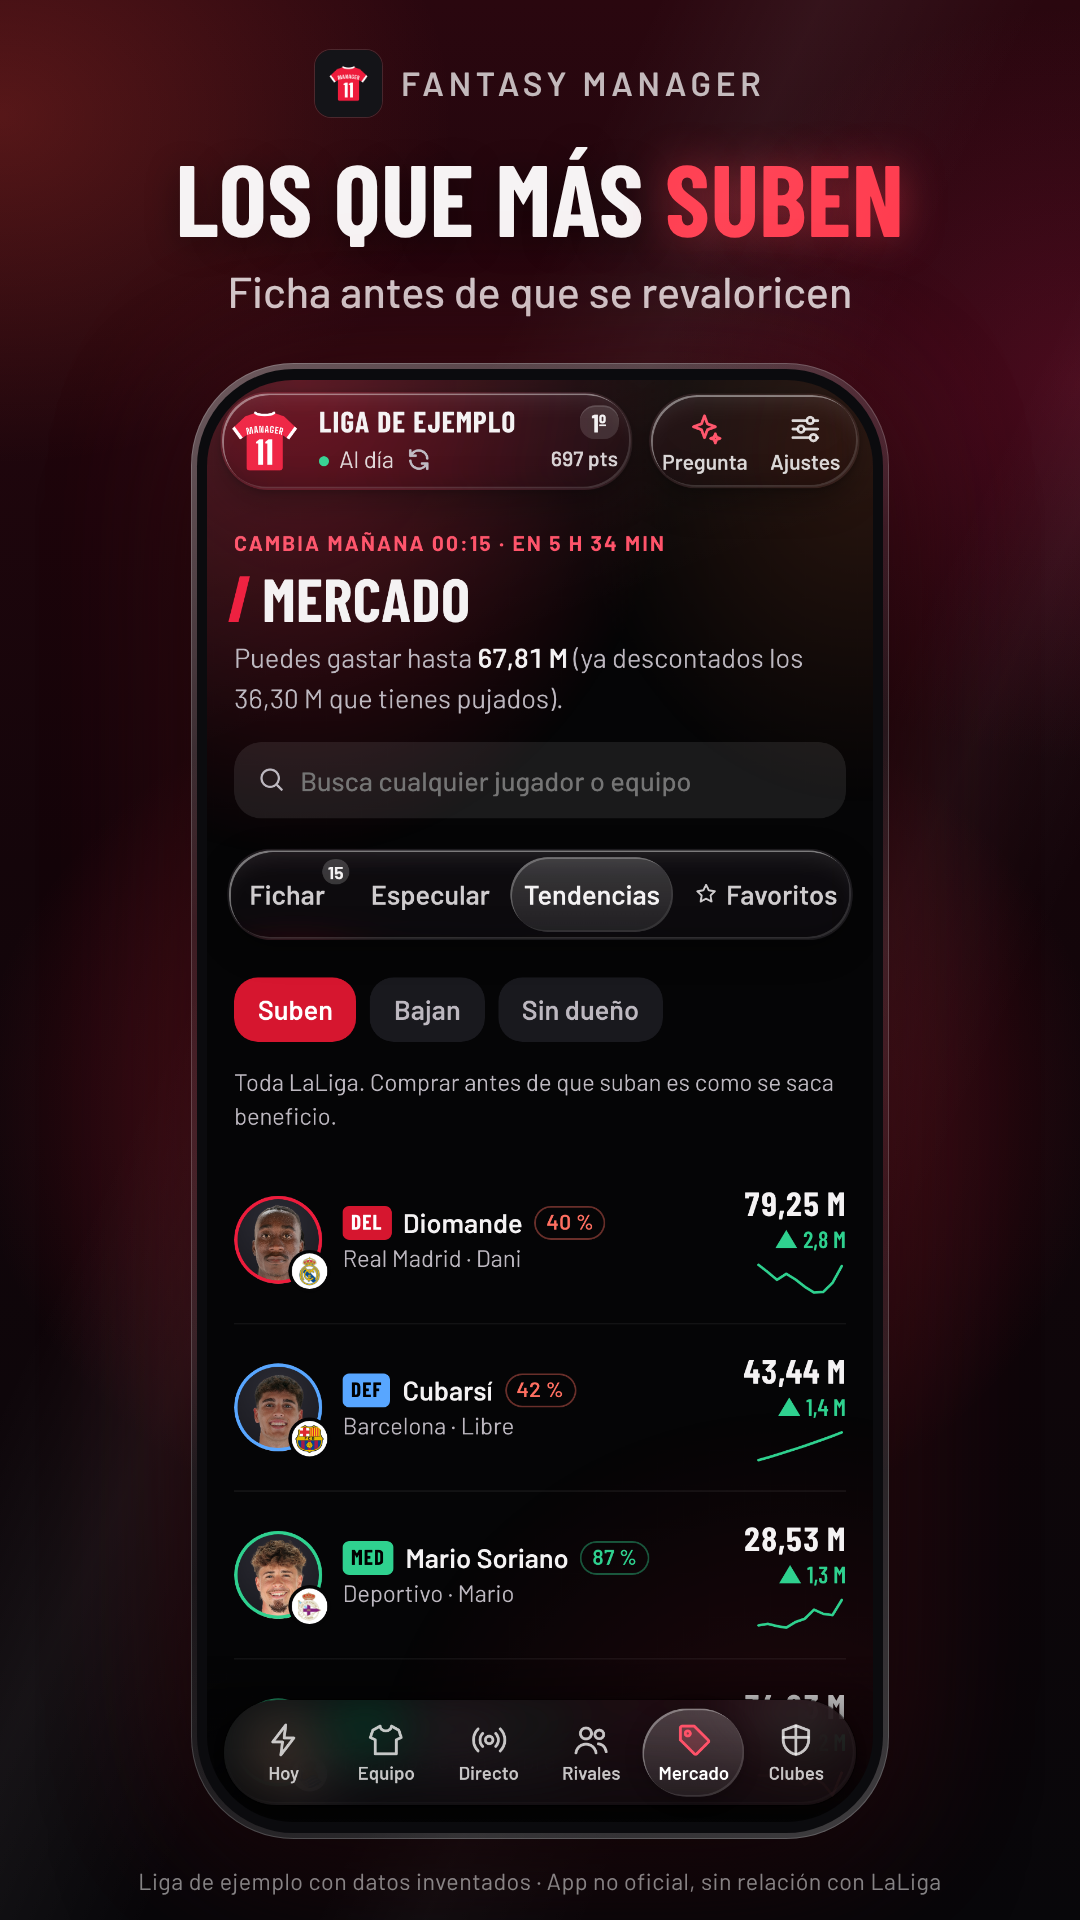 MANAGER
11
FANTASY MANAGER
LOS QUE MÁS SUBEN
Ficha antes de que se revaloricen
MANAGER
11
LIGA DE EJEMPLO
1º
Al día
697 pts
Pregunta
Ajustes
CAMBIA MAÑANA 00:15 · EN 5 H 34 MIN
/ MERCADO
Puedes gastar hasta 67,81 M (ya descontados los
36,30 M que tienes pujados).
Busca cualquier jugador o equipo
Fichar
15
Especular
Tendencias
Favoritos
Suben
Bajan
Sin dueño
Toda LaLiga. Comprar antes de que suban es como se saca
beneficio.
DEL Diomande 40 %
79,25 M
Real Madrid · Dani
▲ 2,8 M
DEF Cubarsí 42 %
43,44 M
Barcelona · Libre
▲ 1,4 M
MED Mario Soriano 87 %
28,53 M
Deportivo · Mario
▲ 1,3 M
Hoy
Equipo
Directo
Rivales
Mercado
Clubes
Liga de ejemplo con datos inventados · App no oficial, sin relación con LaLiga